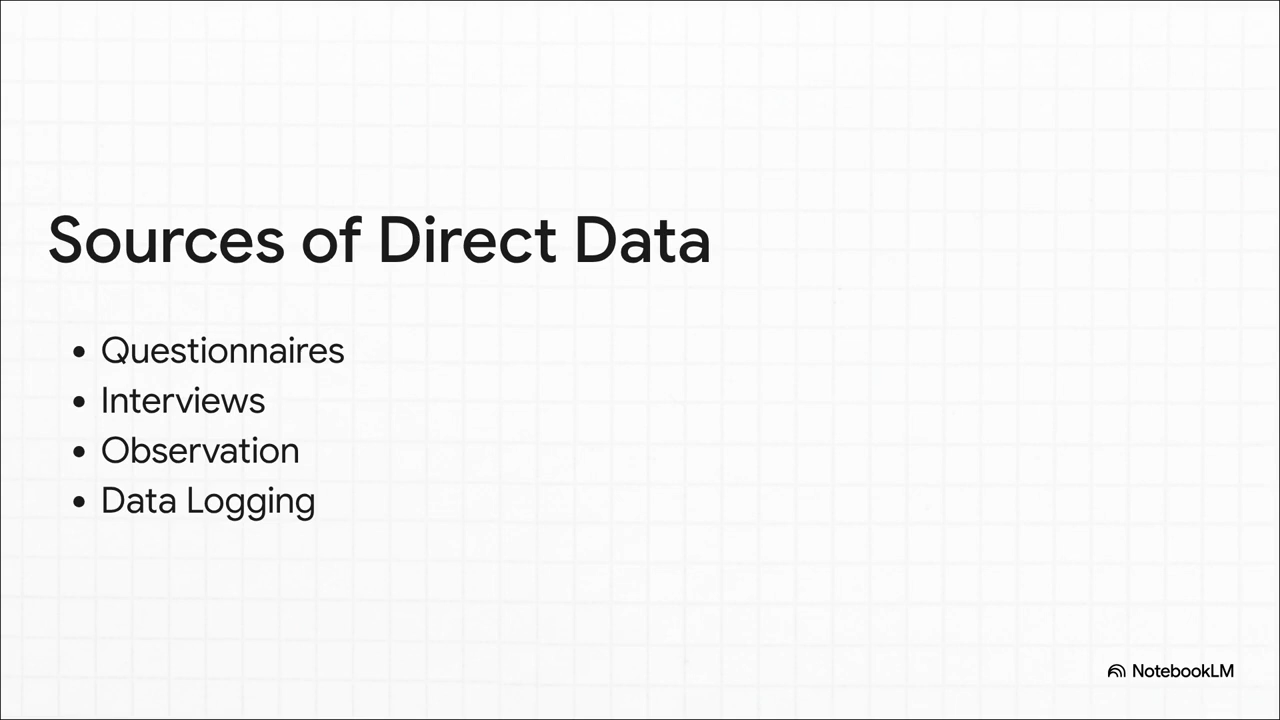 Sources of Direct Data
• Questionnaires
• Interviews
• Observation
• Data Logging
NotebookLM